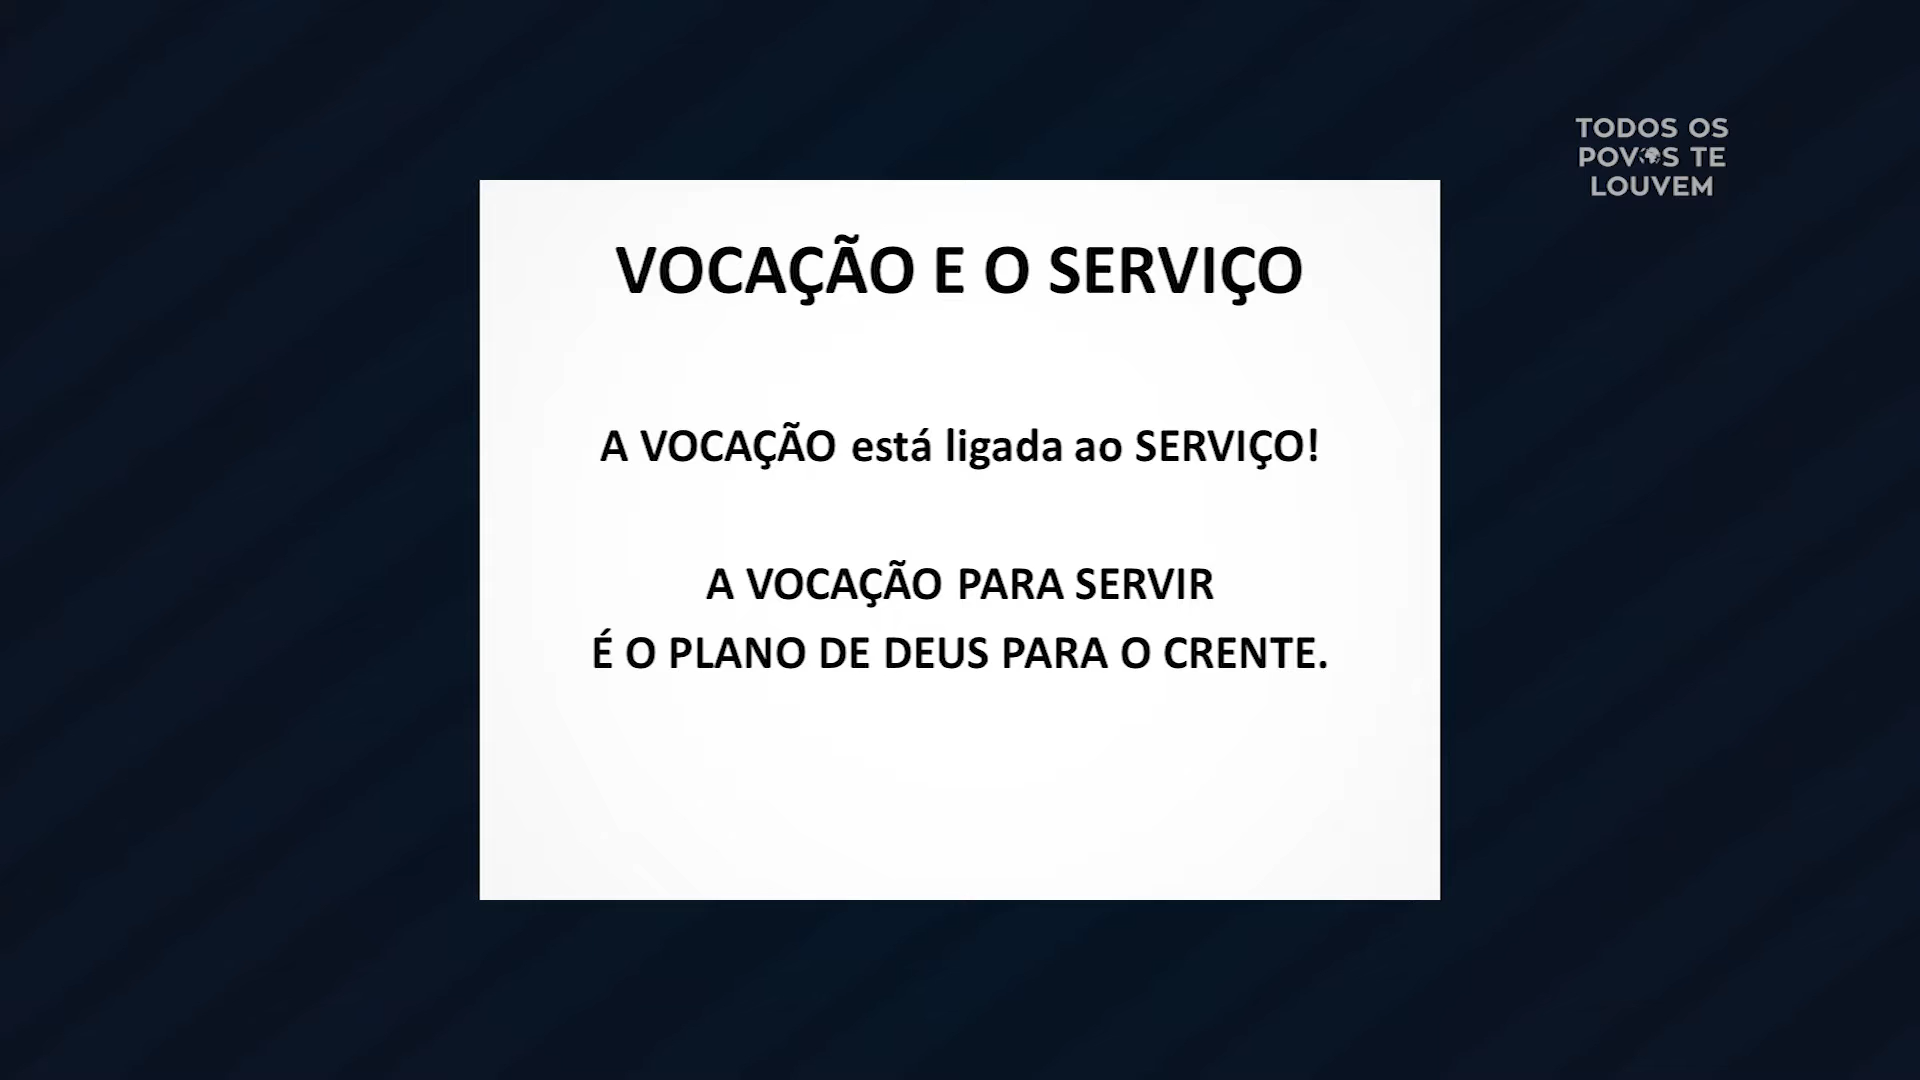 TODOS OS
POVOS TE
LOUVEM
VOCAÇÃO E O SERVIÇO
A VOCAÇÃO está ligada ao SERVIÇO!
A VOCAÇÃO PARA SERVIR
É O PLANO DE DEUS PARA O CRENTE.